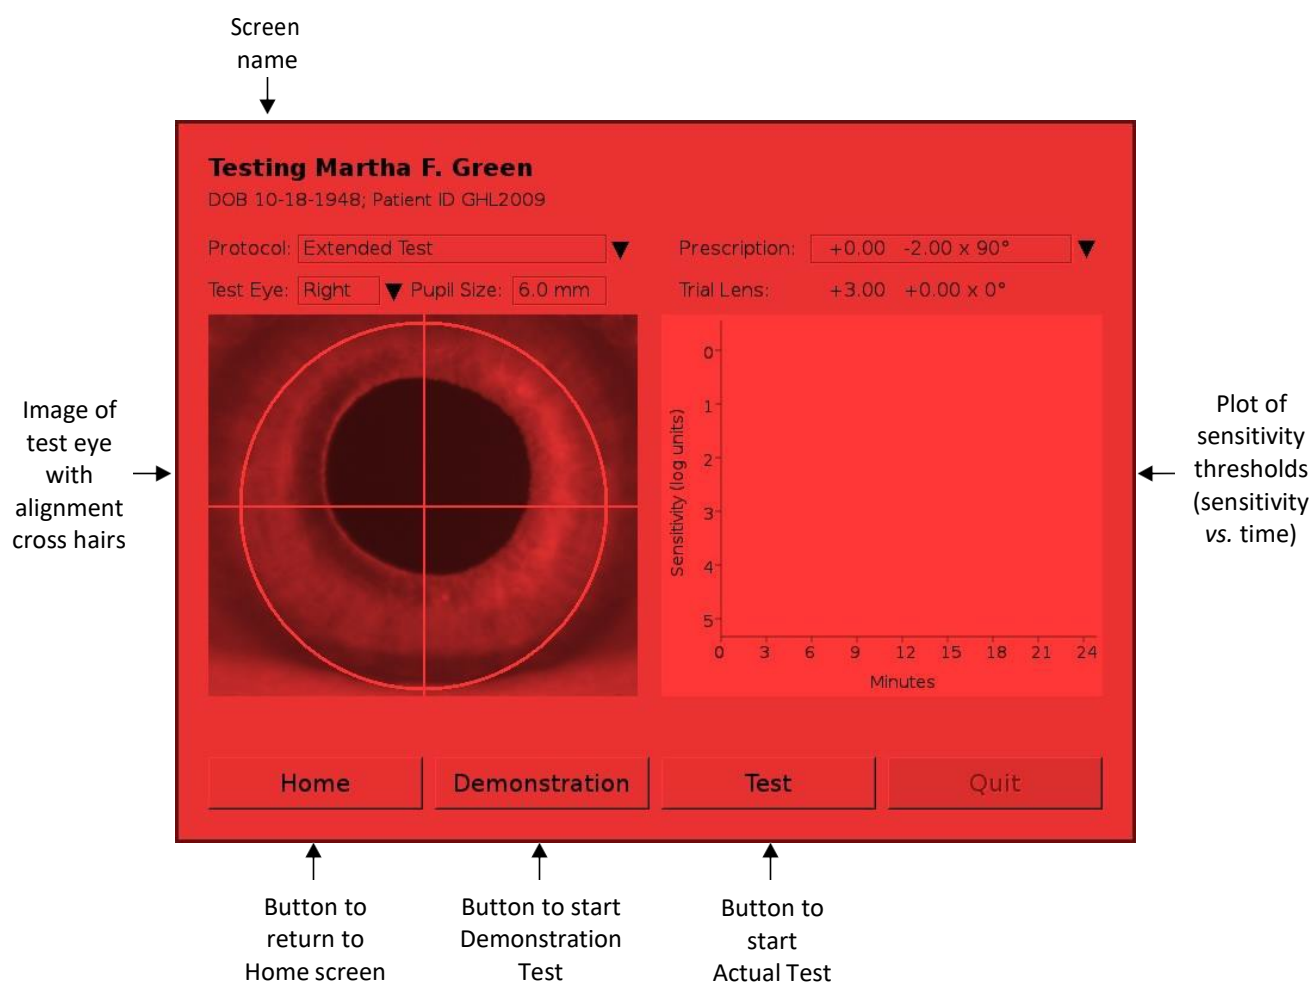 Screen
name
Testing Martha F. Green
DOB 10-18-1948; Patient ID GHL2009
Protocol: Extended Test
Prescription: +0.00 -2.00 x 90°
Test Eye: Right Pupil Size: 6.0 mm
Trial Lens: +3.00 +0.00 x 0°
Image of
test eye
with
alignment
cross hairs
Sensitivity (log units)
0
1
2
3
4
5
0 3 6 9 12 15 18 21 24
Minutes
Plot of
sensitivity
thresholds
(sensitivity
vs. time)
Home
Demonstration
Test
Quit
Button to
return to
Home screen
Button to start
Demonstration
Test
Button to
start
Actual Test